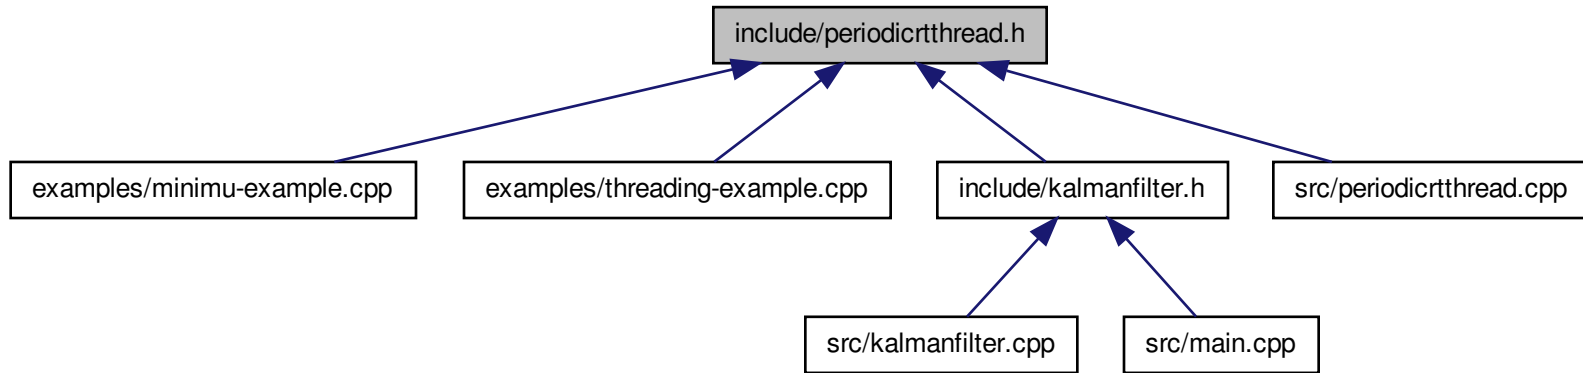 include/periodicrtthread.h
examples/minimu-example.cpp
examples/threading-example.cpp
include/kalmanfilter.h
src/periodicrtthread.cpp
src/kalmanfilter.cpp
src/main.cpp